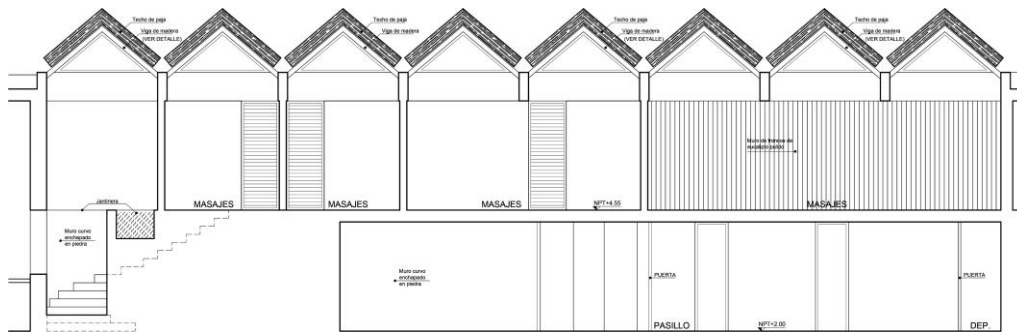 Techo de paja
Viga de madera
(VER DETALLE)
Techo de paja
Viga de madera
(VER DETALLE)
Techo de paja
Viga de madera
(VER DETALLE)
Techo de paja
Viga de madera
(VER DETALLE)
Muro de troncos de
eucalipto parido
Jardinera
MASAJES
MASAJES
MASAJES
NPT+4.55
MASAJES
Muro curvo
enchapado
en piedra
Muro curvo
enchapado
en piedra
PUERTA
PUERTA
PASILLO
NPT+2.00
DEP.